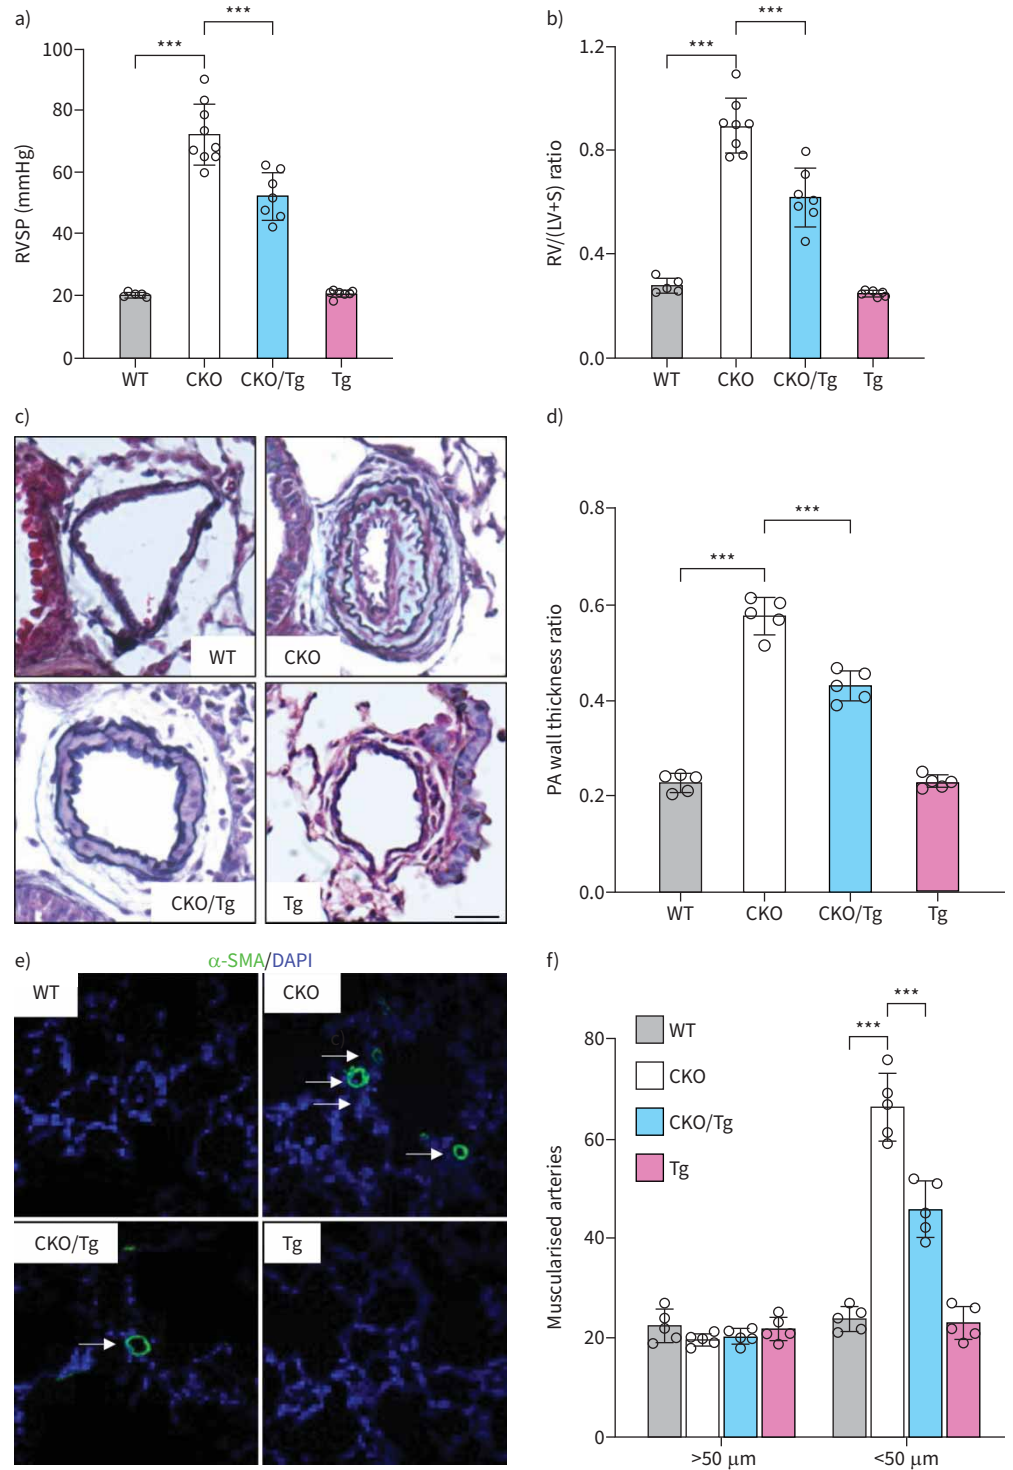 a)
***
***
100
80
60
40
20
0
RVSP (mmHg)
WT CKO CKO/Tg Tg
b)
***
***
1.2
0.8
0.4
0.0
RV/(LV+S) ratio
WT CKO CKO/Tg Tg
c)
WT
CKO
CKO/Tg
Tg
d)
***
***
0.8
0.6
0.4
0.2
0.0
PA wall thickness ratio
WT CKO CKO/Tg Tg
e)
α-SMA/DAPI
WT
CKO
CKO/Tg
Tg
f)
***
***
80
60
40
20
0
Muscularised arteries
WT
CKO
CKO/Tg
Tg
>50 μm <50 μm